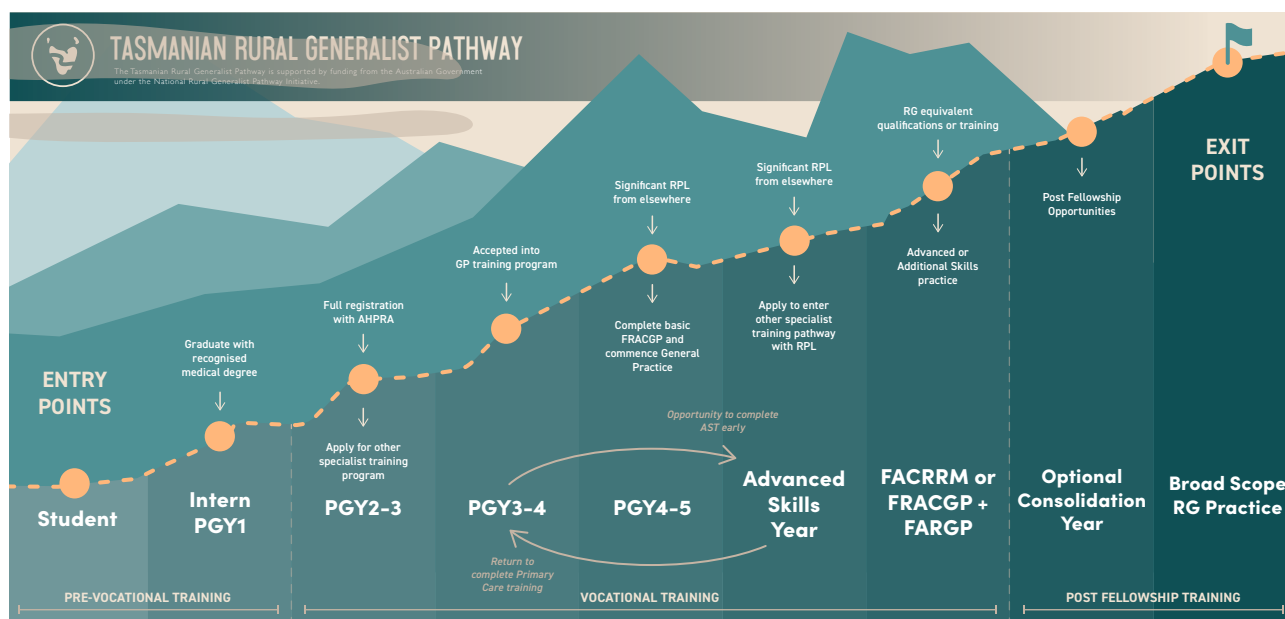 TASMANIAN RURAL GENERALIST PATHWAY
The Tasmanian Rural Generalist Pathway is supported by funding from the Australian Government
under the National Rural Generalist Pathway Initiative.
ENTRY
POINTS
Graduate with
recognised
medical degree
Full registration
with AHPRA
Accepted into
GP training program
Significant RPL
from elsewhere
Significant RPL
from elsewhere
RG equivalent
qualifications or training
EXIT
POINTS
Apply for other
specialist training
program
Complete basic
FRACGP and
commence General
Practice
Apply to enter
other specialist
training pathway
with RPL
Advanced or
Additional Skills
practice
Post Fellowship
Opportunities
Opportunity to complete
AST early
Student
Intern
PGY1
PGY2-3
PGY3-4
PGY4-5
Advanced
Skills
Year
FACRRM or
FRACGP +
FARGP
Optional
Consolidation
Year
Broad Scope
RG Practice
Return to
complete Primary
Care training
PRE-VOCATIONAL TRAINING
VOCATIONAL TRAINING
POST FELLOWSHIP TRAINING